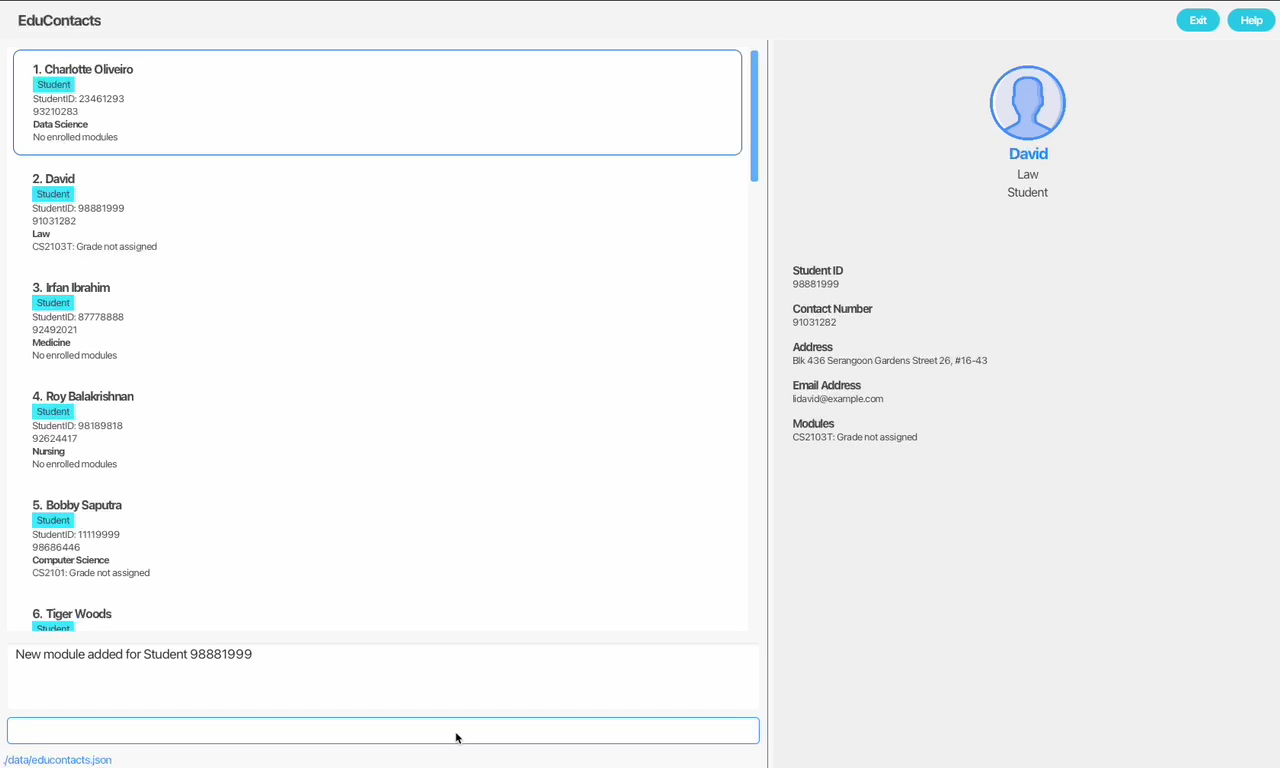 EduContacts
Exit
Help
1. Charlotte Oliveiro
Student
StudentID: 23461293
93210283
Data Science
No enrolled modules
2. David
Student
StudentID: 98881999
91031282
Law
CS2103T: Grade not assigned
3. Irfan Ibrahim
Student
StudentID: 87778888
92492021
Medicine
No enrolled modules
4. Roy Balakrishnan
Student
StudentID: 98189818
92624417
Nursing
No enrolled modules
5. Bobby Saputra
Student
StudentID: 11119999
98686446
Computer Science
CS2101: Grade not assigned
6. Tiger Woods
Student
New module added for Student 98881999
./data/educontacts.json
David
Law
Student
Student ID
98881999
Contact Number
91031282
Address
Blk 436 Serangoon Gardens Street 26, #16-43
Email Address
lidavid@example.com
Modules
CS2103T: Grade not assigned